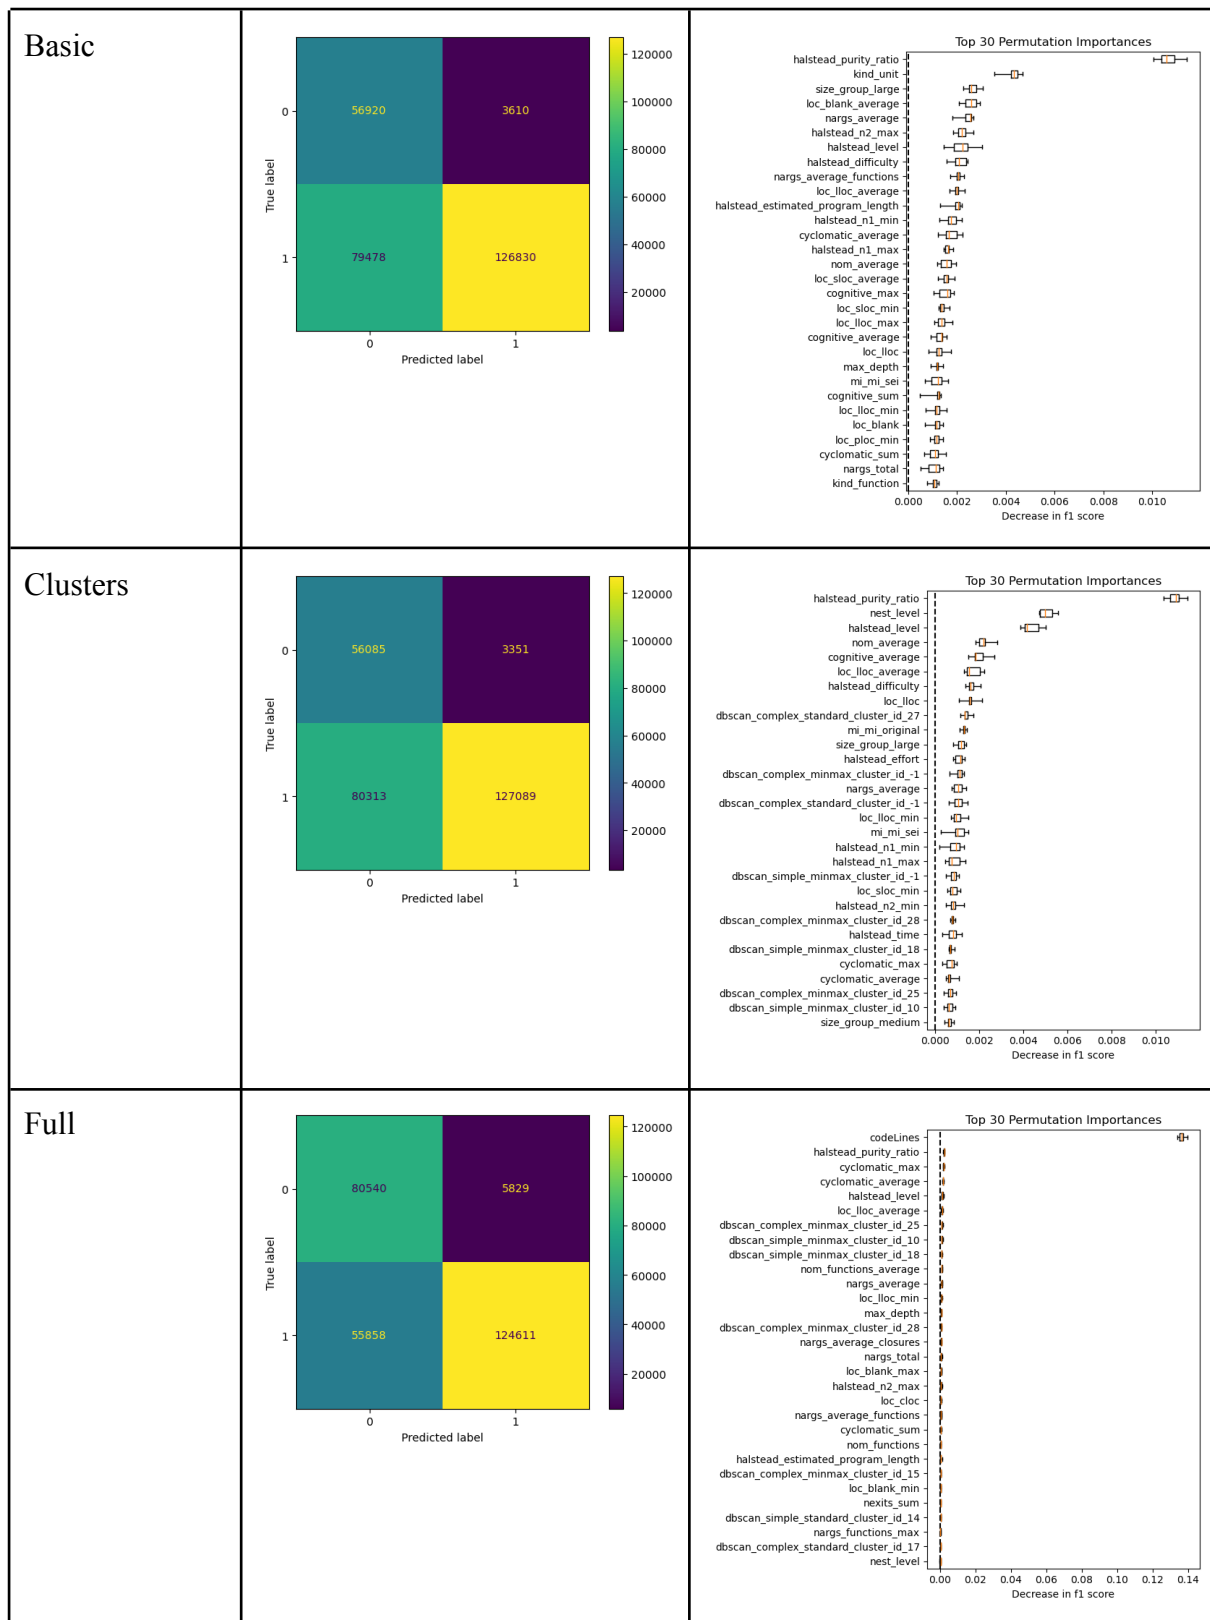 Basic
0
1
True label
56920
3610
79478
126830
0
1
Predicted label
120000
100000
80000
60000
40000
20000
Top 30 Permutation Importances
halstead_purity_ratio
kind_unit
size_group_large
loc_blank_average
nargs_average
halstead_n2_max
halstead_level
halstead_difficulty
nargs_average_functions
loc_lloc_average
halstead_estimated_program_length
halstead_n1_min
cyclomatic_average
halstead_n1_max
nom_average
loc_sloc_average
cognitive_max
loc_sloc_min
loc_lloc_max
cognitive_average
loc_lloc
max_depth
mi_mi_sei
cognitive_sum
loc_lloc_min
loc_blank
loc_ploc_min
cyclomatic_sum
nargs_total
kind_function
0.000 0.002 0.004 0.006 0.008 0.010
Decrease in f1 score
Clusters
0
1
True label
56085
3351
80313
127089
0
1
Predicted label
120000
100000
80000
60000
40000
20000
Top 30 Permutation Importances
halstead_purity_ratio
nest_level
halstead_level
nom_average
cognitive_average
loc_lloc_average
halstead_difficulty
loc_lloc
dbscan_complex_standard_cluster_id_27
mi_mi_original
size_group_large
halstead_effort
dbscan_complex_minmax_cluster_id_-1
nargs_average
dbscan_complex_standard_cluster_id_-1
loc_lloc_min
mi_mi_sei
halstead_n1_min
halstead_n1_max
dbscan_simple_minmax_cluster_id_-1
loc_sloc_min
halstead_n2_min
dbscan_complex_minmax_cluster_id_28
halstead_time
dbscan_simple_minmax_cluster_id_18
cyclomatic_max
cyclomatic_average
dbscan_complex_minmax_cluster_id_25
dbscan_simple_minmax_cluster_id_10
size_group_medium
0.000 0.002 0.004 0.006 0.008 0.010
Decrease in f1 score
Full
0
1
True label
80540
5829
55858
124611
0
1
Predicted label
120000
100000
80000
60000
40000
20000
Top 30 Permutation Importances
codeLines
halstead_purity_ratio
cyclomatic_max
cyclomatic_average
halstead_level
loc_lloc_average
dbscan_complex_minmax_cluster_id_25
dbscan_simple_minmax_cluster_id_10
dbscan_simple_minmax_cluster_id_18
nom_functions_average
nargs_average
loc_lloc_min
max_depth
dbscan_complex_minmax_cluster_id_28
nargs_average_closures
nargs_total
loc_blank_max
halstead_n2_max
loc_cloc
nargs_average_functions
cyclomatic_sum
nom_functions
halstead_estimated_program_length
dbscan_complex_minmax_cluster_id_15
loc_blank_min
nexits_sum
dbscan_simple_standard_cluster_id_14
nargs_functions_max
dbscan_complex_standard_cluster_id_17
nest_level
0.00 0.02 0.04 0.06 0.08 0.10 0.12 0.14
Decrease in f1 score